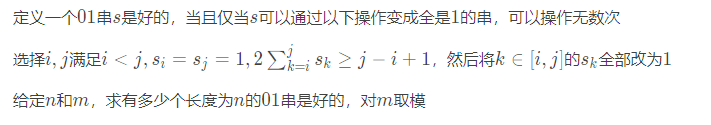 定义一个01串s是好的，当且仅当s可以通过以下操作变成全是1的串，可以操作无数次
选择i, j满足i < j, s_i = s_j = 1, 2 ∑_{k=i}^{j} s_k ≥ j − i + 1，然后将k ∈ [i, j]的s_k全部改为1
给定n和m，求有多少个长度为n的01串是好的，对m取模